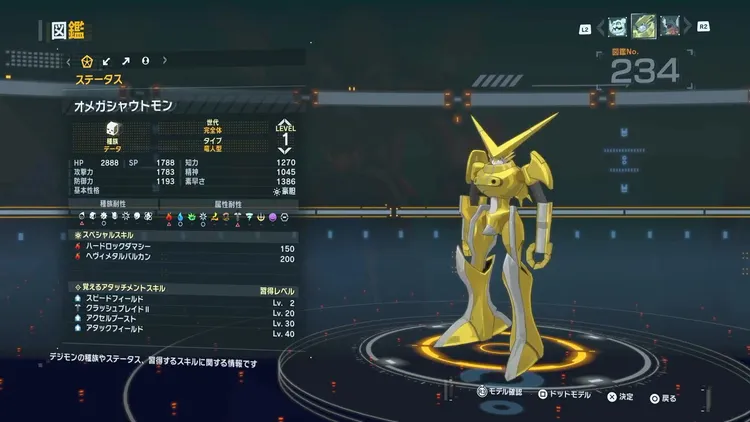 図鑑
L2
R2
図鑑No.
234
ステータス
オメガシャウトモン
種族
データ
世代
完全体
タイプ
竜人型
LEVEL
1
HP 2888 SP 1788 知力 1270
攻撃力 1783 精神 1045
防御力 1193 素早さ 1386
基本性格 豪胆
種族耐性 属性耐性
スペシャルスキル
ハードロックダマシー 150
ヘヴィメタルバルカン 200
覚えるアタッチメントスキル 習得レベル
スピードフィールド Lv. 2
クラッシュブレイドⅡ Lv. 20
アクセルブースト Lv. 30
アタックフィールド Lv. 40
デジモンの種族やステータス、習得するスキルに関する情報です
モデル確認 ドットモデル 決定 戻る